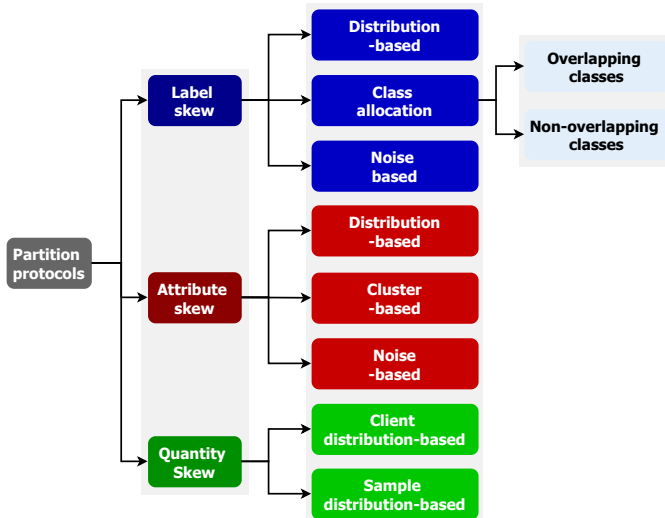 Partition
protocols
Label
skew
Distribution
-based
Class
allocation
Overlapping
classes
Non-overlapping
classes
Noise
based
Attribute
skew
Distribution
-based
Cluster
-based
Noise
-based
Quantity
Skew
Client
distribution-based
Sample
distribution-based